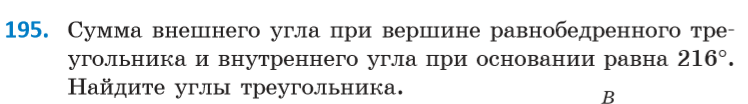 195. Сумма внешнего угла при вершине равнобедренного тре-
угольника и внутреннего угла при основании равна 216°.
Найдите углы треугольника.
B